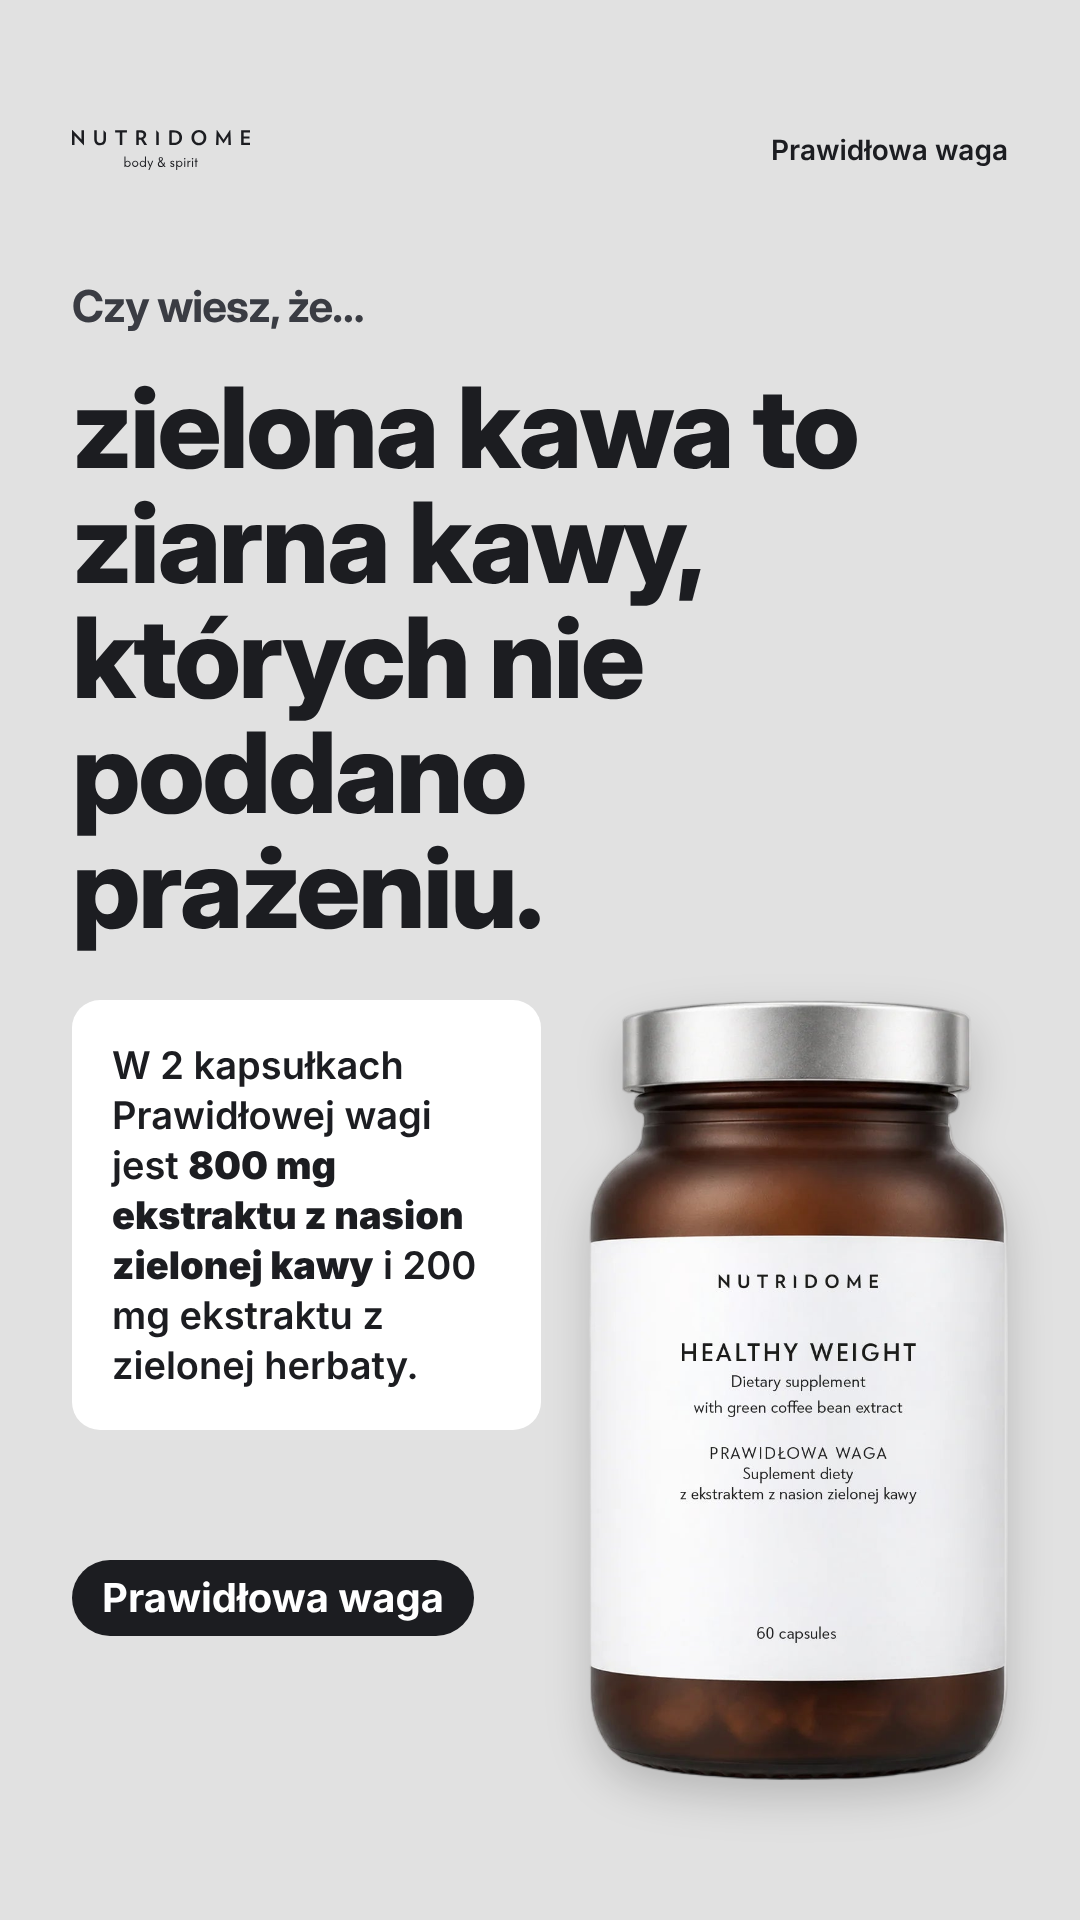 NUTRIDOME
body & spirit
Prawidłowa waga
Czy wiesz, że...
zielona kawa to
ziarna kawy,
których nie
poddano
prażeniu.
W 2 kapsułkach
Prawidłowej wagi
jest 800 mg
ekstraktu z nasion
zielonej kawy i 200
mg ekstraktu z
zielonej herbaty.
Prawidłowa waga
NUTRIDOME
HEALTHY WEIGHT
Dietary supplement
with green coffee bean extract
PRAWIDŁOWA WAGA
Suplement diety
z ekstraktem z nasion zielonej kawy
60 capsules